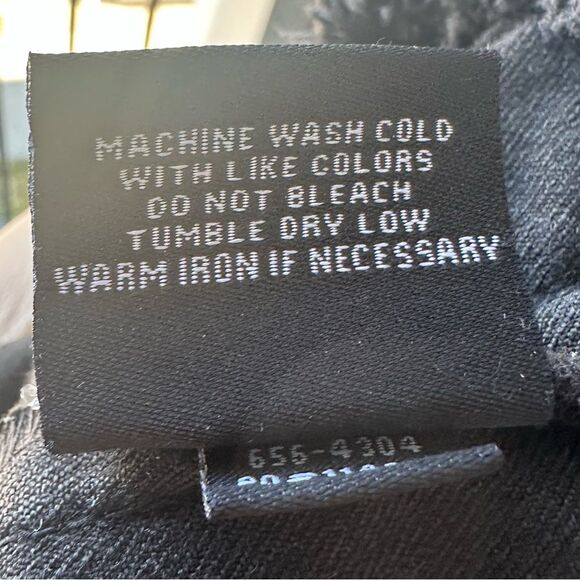 MACHINE WASH COLD
WITH LIKE COLORS
DO NOT BLEACH
TUMBLE DRY LOW
WARM IRON IF NECESSARY
656-4304